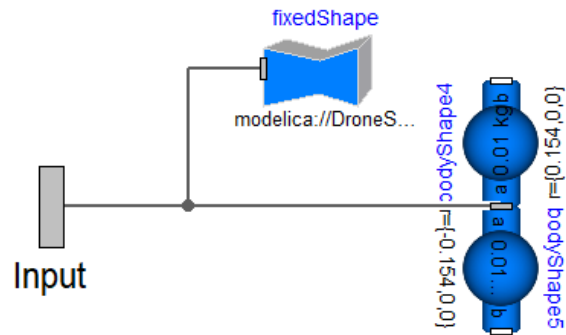 fixedShape
modelica://DroneS...
Input
bodyShape4
r={-0.154,0,0}
a 0.01 kg b
a 0.01... b
r={0.154,0,0}
bodyShape5